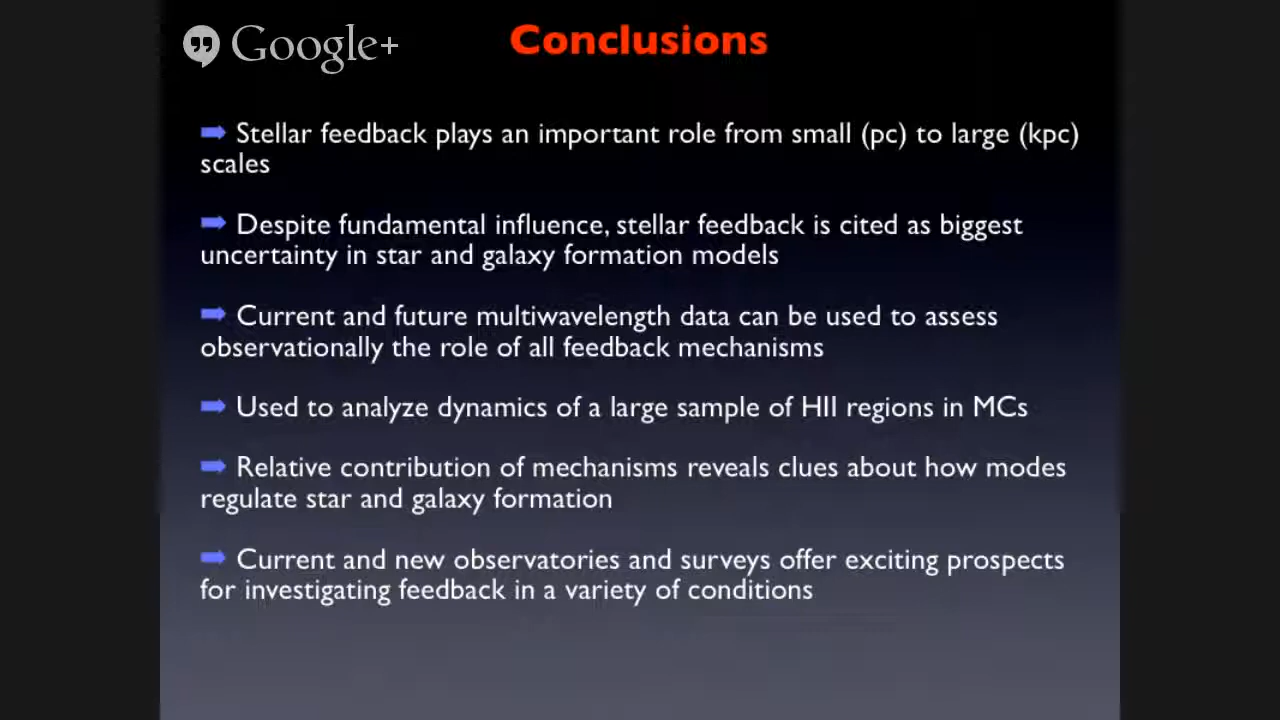 Google+
Conclusions
➡ Stellar feedback plays an important role from small (pc) to large (kpc)
scales
➡ Despite fundamental influence, stellar feedback is cited as biggest
uncertainty in star and galaxy formation models
➡ Current and future multiwavelength data can be used to assess
observationally the role of all feedback mechanisms
➡ Used to analyze dynamics of a large sample of HII regions in MCs
➡ Relative contribution of mechanisms reveals clues about how modes
regulate star and galaxy formation
➡ Current and new observatories and surveys offer exciting prospects
for investigating feedback in a variety of conditions